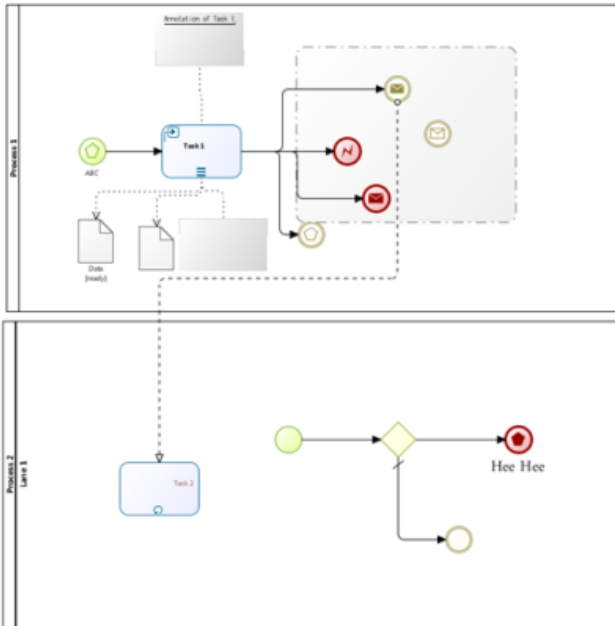 Annotation of Task 1
Process 1
Task 1
ABC
Data
(ready)
Process 2
Lane 1
Task 2
Hee Hee